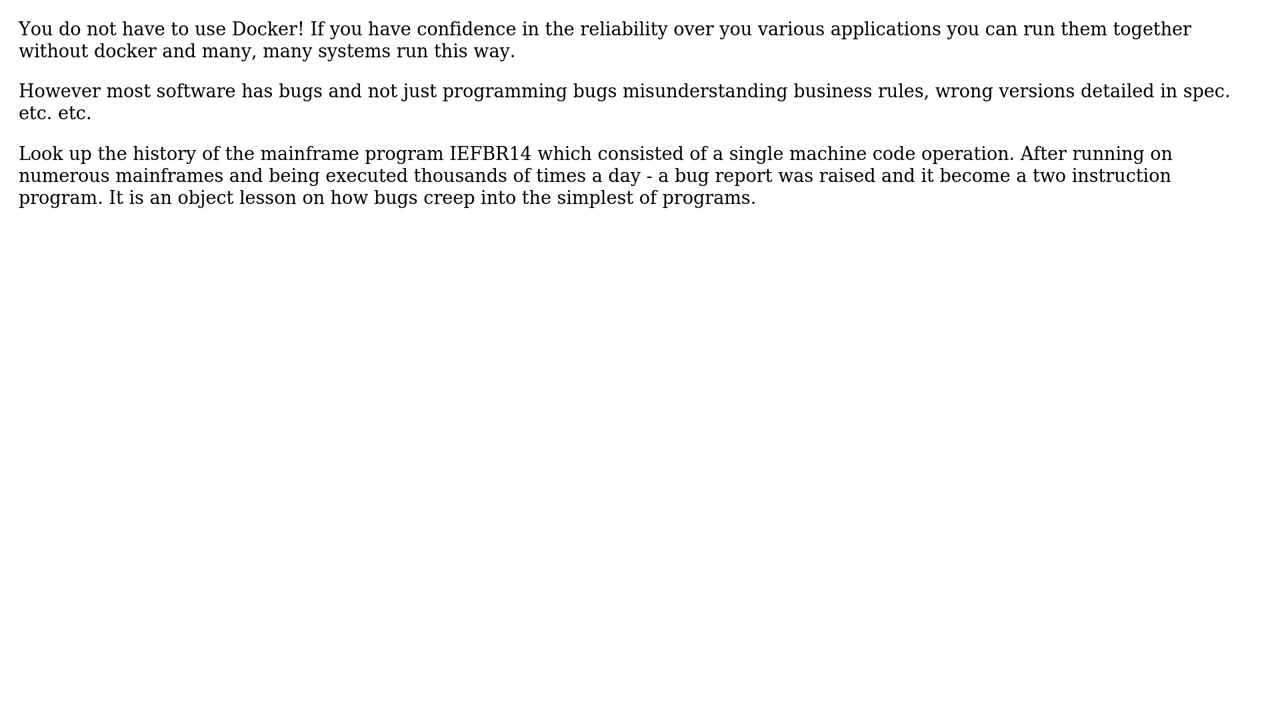 You do not have to use Docker! If you have confidence in the reliability over you various applications you can run them together
without docker and many, many systems run this way.
However most software has bugs and not just programming bugs misunderstanding business rules, wrong versions detailed in spec.
etc. etc.
Look up the history of the mainframe program IEFBR14 which consisted of a single machine code operation. After running on
numerous mainframes and being executed thousands of times a day - a bug report was raised and it become a two instruction
program. It is an object lesson on how bugs creep into the simplest of programs.